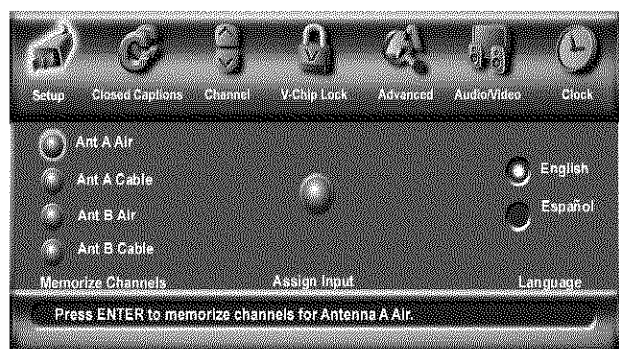 Setup Closed Captions Channel V-Chip Lock Advanced Audio/Video Clock
Ant A Air
Ant A Cable
Ant B Air
Ant B Cable
Memorize Channels
Assign Input
English
Español
Language
Press ENTER to memorize channels for Antenna A Air.